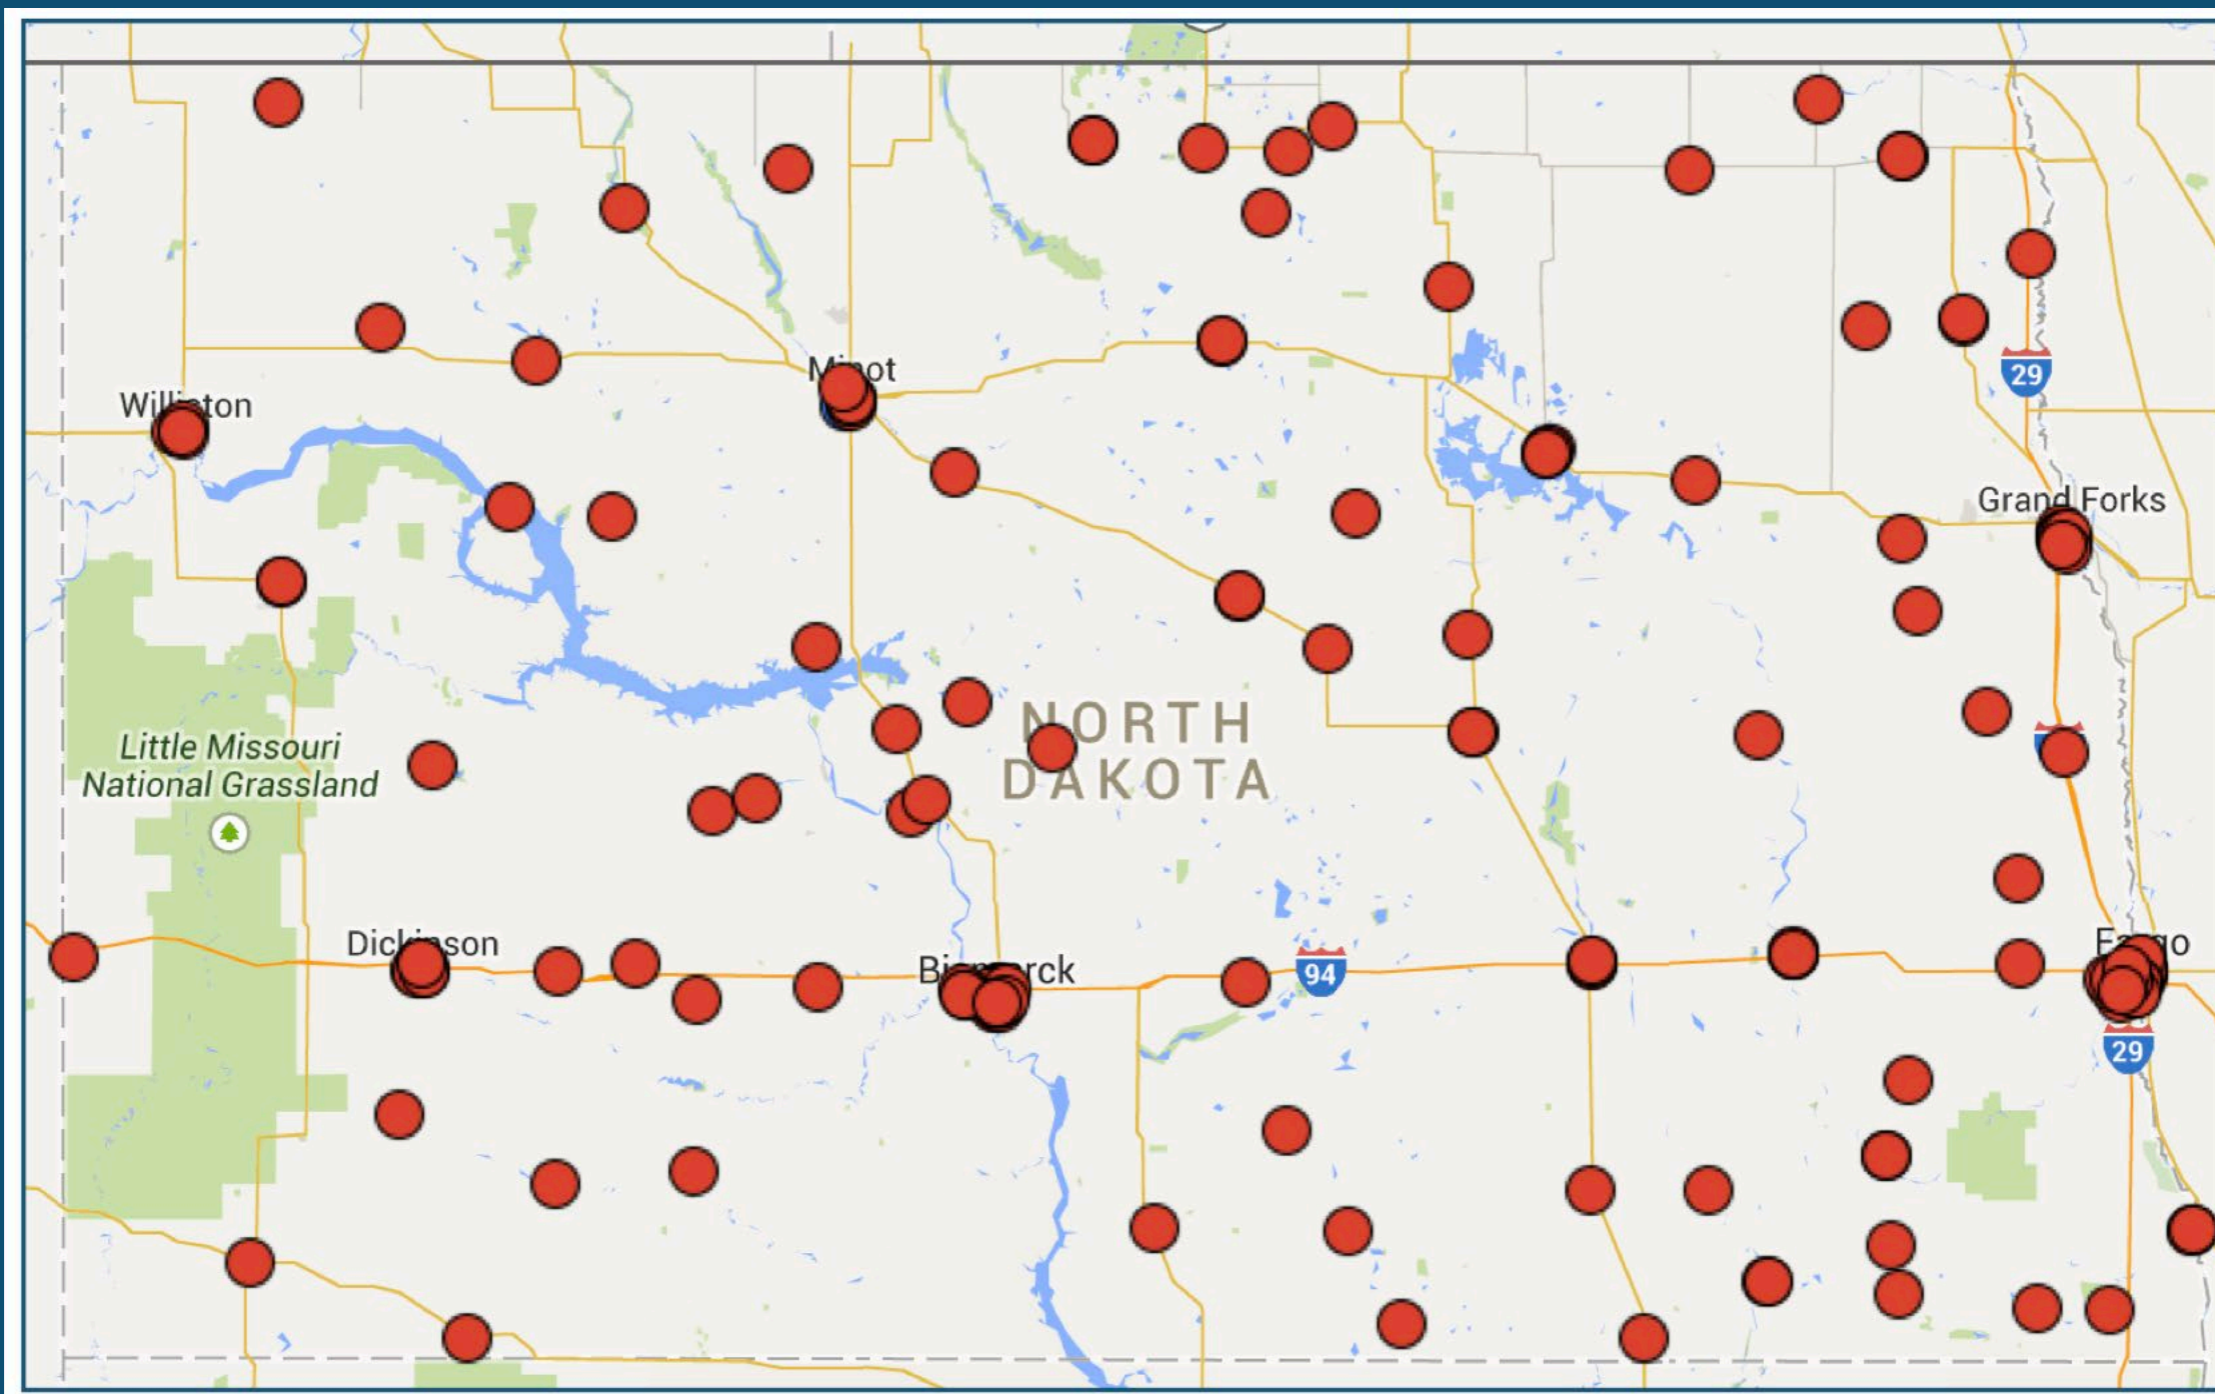 Minot
Williston
29
Grand Forks
NORTH
DAKOTA
Little Missouri
National Grassland
Dickinson
Bismarck
94
Fargo
29